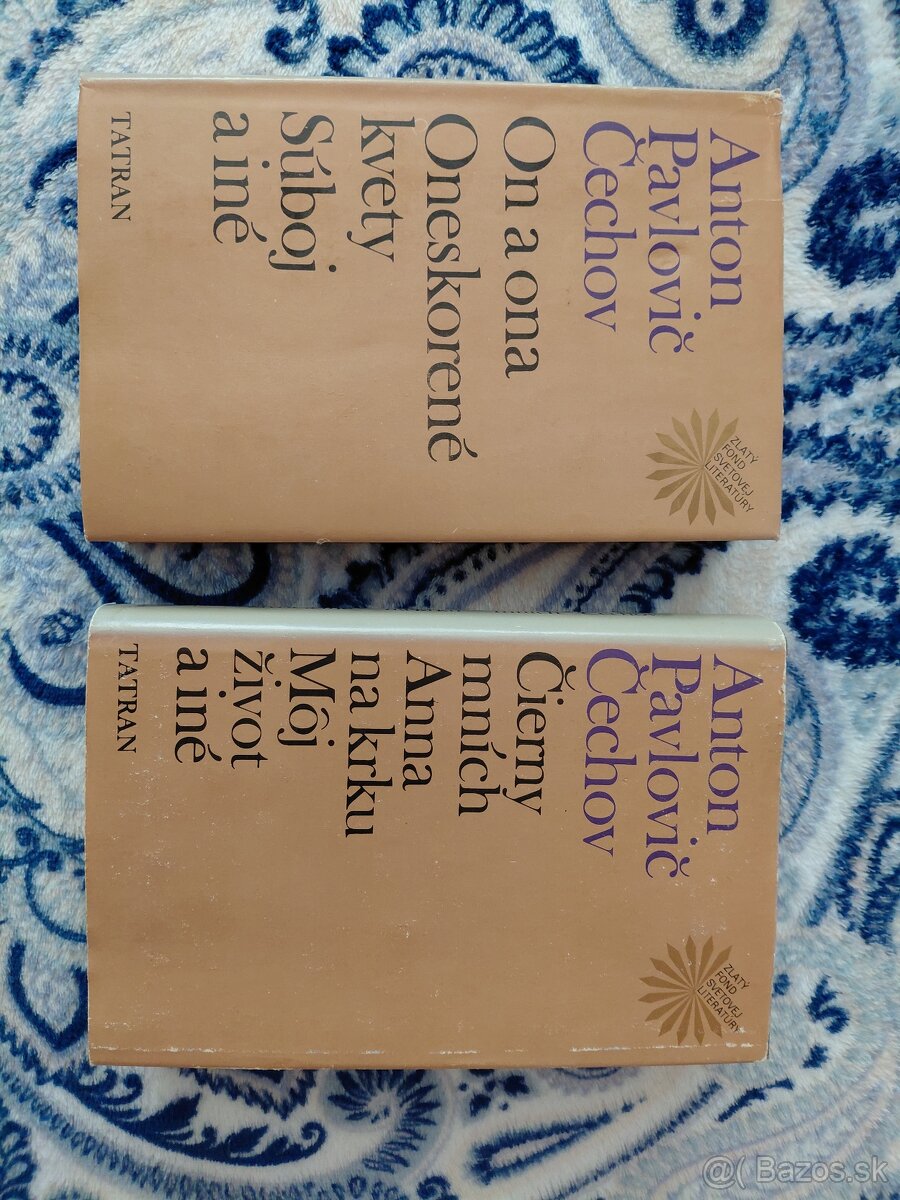 Anton
Pavlovič
Čechov
On a ona
Oneskorené
kvety
Súboj
a iné
TATRAN
ZLATÝ
FOND
SVETOVEJ
LITERATÚRY
Anton
Pavlovič
Čechov
Čierny
mních
Anna
na krku
Môj
život
a iné
TATRAN
ZLATÝ
FOND
SVETOVEJ
LITERATÚRY
@( Bazos.sk